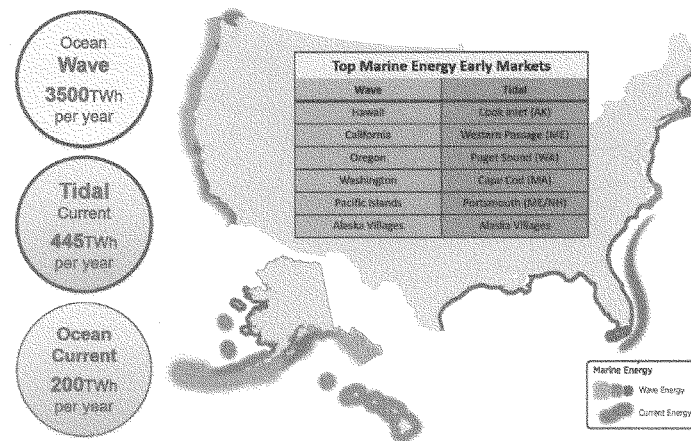 Ocean
Wave
3500TWh
per year
Tidal
Current
445TWh
per year
Ocean
Current
200TWh
per year
Top Marine Energy Early Markets
Wave Tidal
Hawaii Cook Inlet (AK)
California Western Passage (ME)
Oregon Puget Sound (WA)
Washington Cape Cod (MA)
Pacific Islands Portsmouth (ME/NH)
Alaska Villages Alaska Villages
Marine Energy
Wave Energy
Current Energy